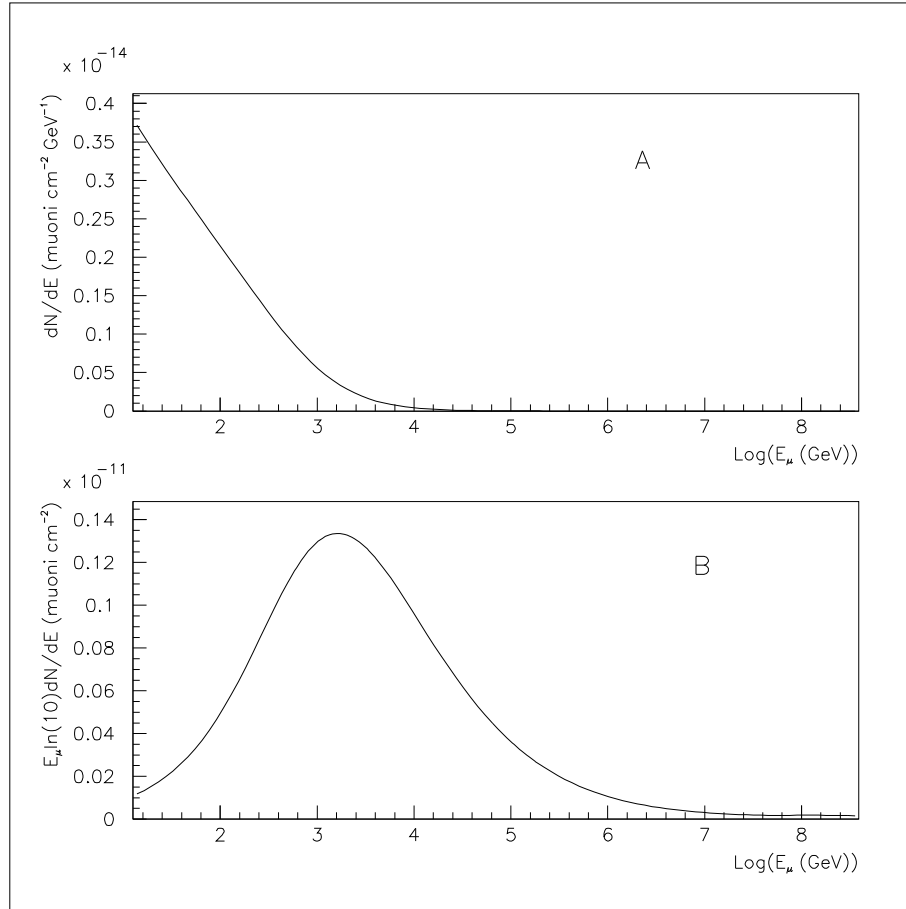 x 10^-14
dN/dE (muoni cm^-2 GeV^-1)
0.4
0.35
0.3
0.25
0.2
0.15
0.1
0.05
0
A
2 3 4 5 6 7 8
Log(E_μ (GeV))
x 10^-11
E_μ ln(10)dN/dE (muoni cm^-2)
0.14
0.12
0.1
0.08
0.06
0.04
0.02
0
B
2 3 4 5 6 7 8
Log(E_μ (GeV))